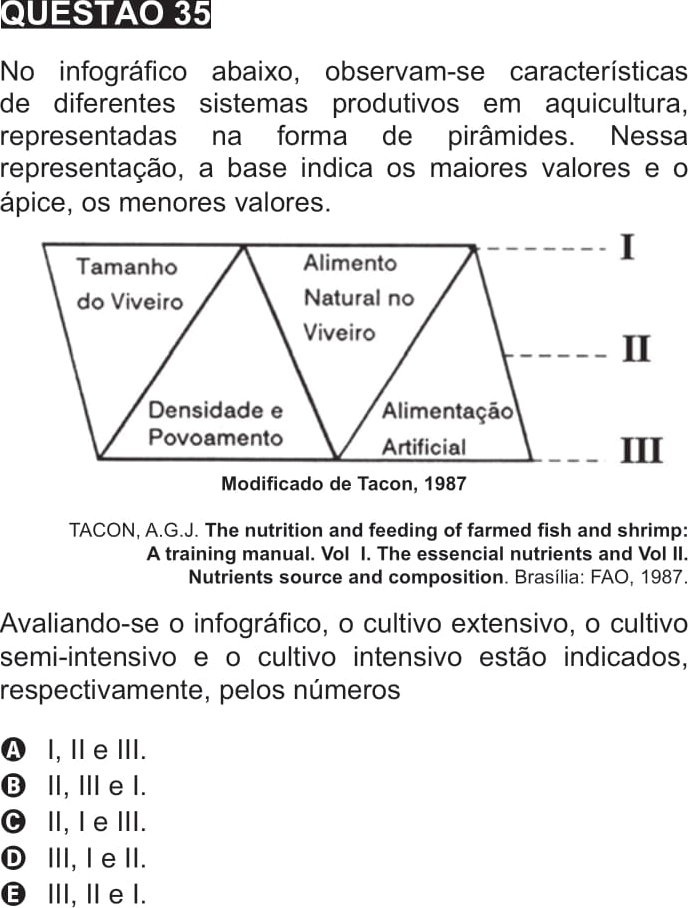 QUESTÃO 35
No infográfico abaixo, observam-se características
de diferentes sistemas produtivos em aquicultura,
representadas na forma de pirâmides. Nessa
representação, a base indica os maiores valores e o
ápice, os menores valores.
Tamanho
do Viveiro
Alimento
Natural no
Viveiro
Densidade e
Povoamento
Alimentação
Artificial
I
II
III
Modificado de Tacon, 1987
TACON, A.G.J. The nutrition and feeding of farmed fish and shrimp:
A training manual. Vol I. The essencial nutrients and Vol II.
Nutrients source and composition. Brasília: FAO, 1987.
Avaliando-se o infográfico, o cultivo extensivo, o cultivo
semi-intensivo e o cultivo intensivo estão indicados,
respectivamente, pelos números
A I, II e III.
B II, III e I.
C II, I e III.
D III, I e II.
E III, II e I.